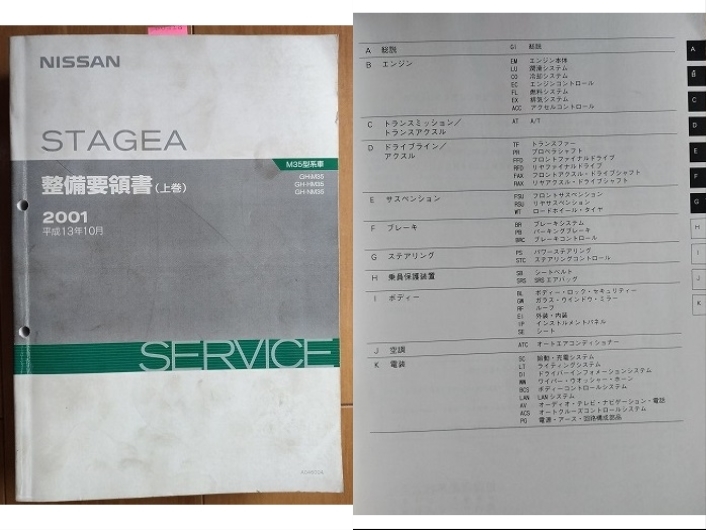 NISSAN
STAGEA
M35型系車
GH-M35
GH-HM35
GH-NM35
整備要領書(上巻)
2001
平成13年10月
SERVICE
A 総説 GI 総説
B エンジン EM エンジン本体
LU 潤滑システム
CO 冷却システム
EC エンジンコントロール
FL 燃料システム
EX 排気システム
ACC アクセルコントロール
C トランスミッション/ AT A/T
トランスアクスル
D ドライブライン/ TF トランスファー
アクスル PR プロペラシャフト
FFD フロントファイナルドライブ
RFD リヤファイナルドライブ
FAX フロントアクスル・ドライブシャフト
RAX リヤアクスル・ドライブシャフト
E サスペンション FSU フロントサスペンション
RSU リヤサスペンション
WT ロードホイール・タイヤ
F ブレーキ BR ブレーキシステム
PB パーキングブレーキ
BRC ブレーキコントロール
G ステアリング PS パワーステアリング
STC ステアリングコントロール
H 乗員保護装置 SB シートベルト
SRS SRSエアバッグ
I ボディー BL ボディー・ロック・セキュリティー
GW ガラス・ウインドウ・ミラー
RF ルーフ
EI 外装・内装
IP インストルメントパネル
SE シート
J 空調 ATC オートエアコンディショナー
K 電装 SC 始動・充電システム
LT ライティングシステム
DI ドライバーインフォメーションシステム
WW ワイパー・ウオッシャー・ホーン
BCS ボディーコントロールシステム
LAN LANシステム
AV オーディオ・テレビ・ナビゲーション・電話
ACS オートクルーズコントロールシステム
PG 電源・アース・回路構成部品
A
B
C
D
E
F
G
H
I
J
K